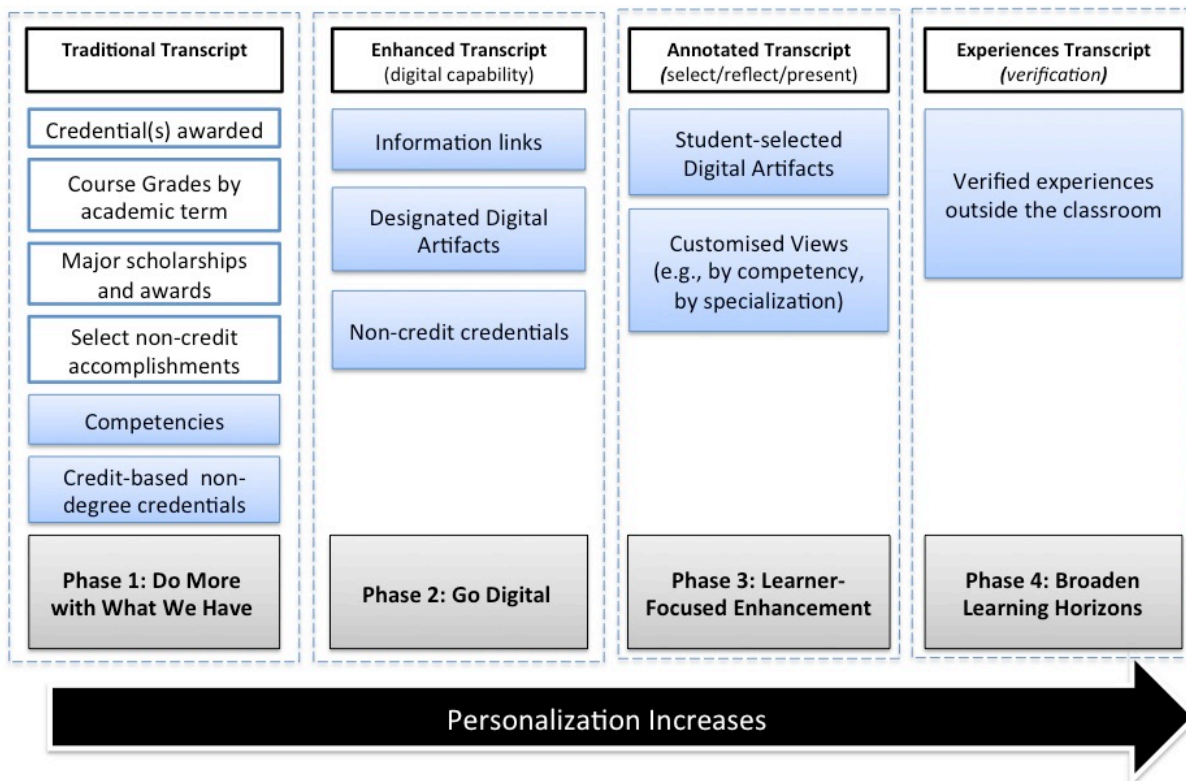 Traditional Transcript
Credential(s) awarded
Course Grades by
academic term
Major scholarships
and awards
Select non-credit
accomplishments
Competencies
Credit-based non-
degree credentials
Phase 1: Do More
with What We Have
Enhanced Transcript
(digital capability)
Information links
Designated Digital
Artifacts
Non-credit credentials
Phase 2: Go Digital
Annotated Transcript
(select/reflect/present)
Student-selected
Digital Artifacts
Customised Views
(e.g., by competency,
by specialization)
Phase 3: Learner-
Focused Enhancement
Experiences Transcript
(verification)
Verified experiences
outside the classroom
Phase 4: Broaden
Learning Horizons
Personalization Increases